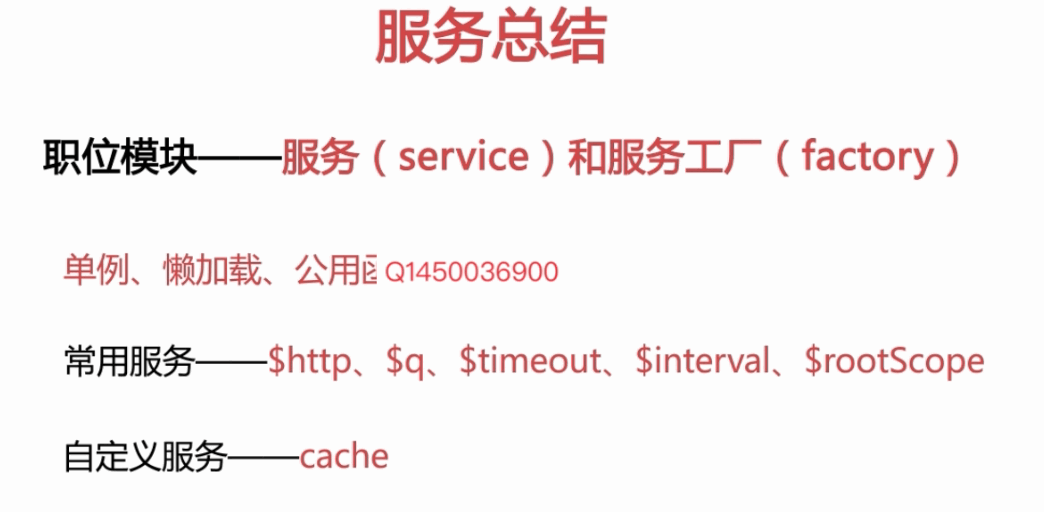 服务总结
职位模块——服务（service）和服务工厂（factory）
单例、懒加载、公用 Q1450036900
常用服务——$http、$q、$timeout、$interval、$rootScope
自定义服务——cache